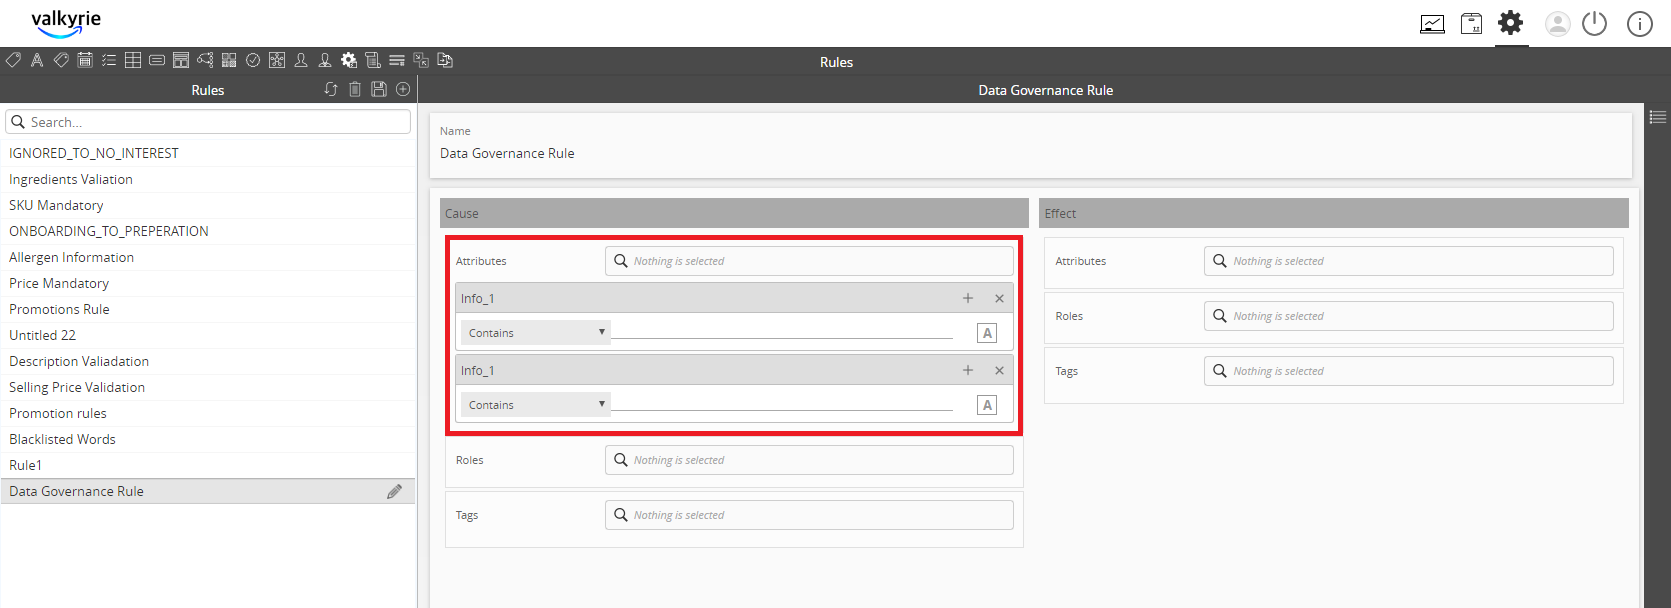 valkyrie
Rules
Rules
Data Governance Rule
Search...
IGNORED_TO_NO_INTEREST
Ingredients Valiation
SKU Mandatory
ONBOARDING_TO_PREPERATION
Allergen Information
Price Mandatory
Promotions Rule
Untitled 22
Description Valiadation
Selling Price Validation
Promotion rules
Blacklisted Words
Rule1
Data Governance Rule
Name
Data Governance Rule
Cause
Attributes
Nothing is selected
Info_1
Contains
A
Info_1
Contains
A
Roles
Nothing is selected
Tags
Nothing is selected
Effect
Attributes
Nothing is selected
Roles
Nothing is selected
Tags
Nothing is selected